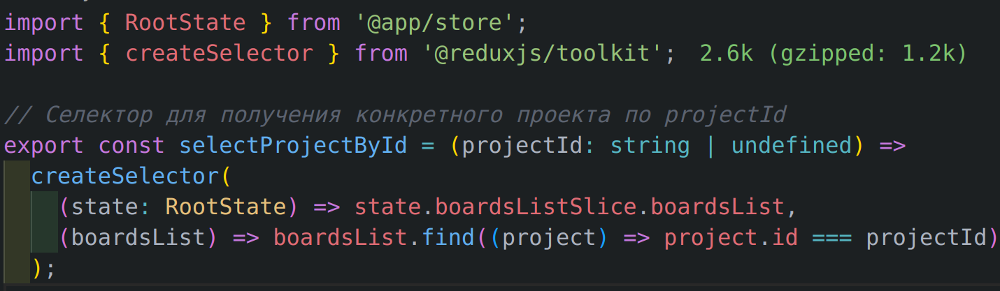 import { RootState } from '@app/store';
import { createSelector } from '@reduxjs/toolkit'; 2.6k (gzipped: 1.2k)
// Селектор для получения конкретного проекта по projectId
export const selectProjectById = (projectId: string | undefined) =>
createSelector(
(state: RootState) => state.boardsListSlice.boardsList,
(boardsList) => boardsList.find((project) => project.id === projectId)
);